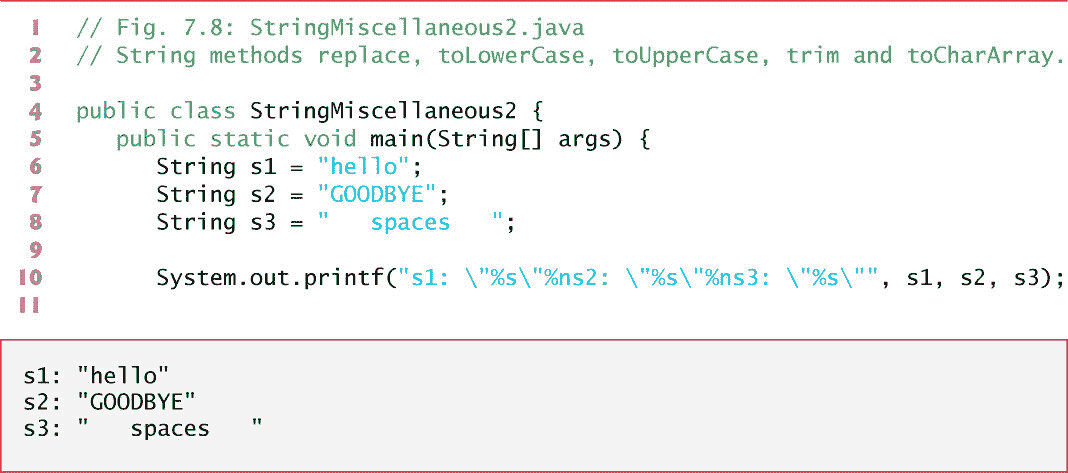 1 // Fig. 7.8: StringMiscellaneous2.java
2 // String methods replace, toLowerCase, toUpperCase, trim and toCharArray.
3
4 public class StringMiscellaneous2 {
5    public static void main(String[] args) {
6       String s1 = "hello";
7       String s2 = "GOODBYE";
8       String s3 = "   spaces   ";
9
10       System.out.printf("s1: \"%s\"%ns2: \"%s\"%ns3: \"%s\"", s1, s2, s3);
11
s1: "hello"
s2: "GOODBYE"
s3: "   spaces   "